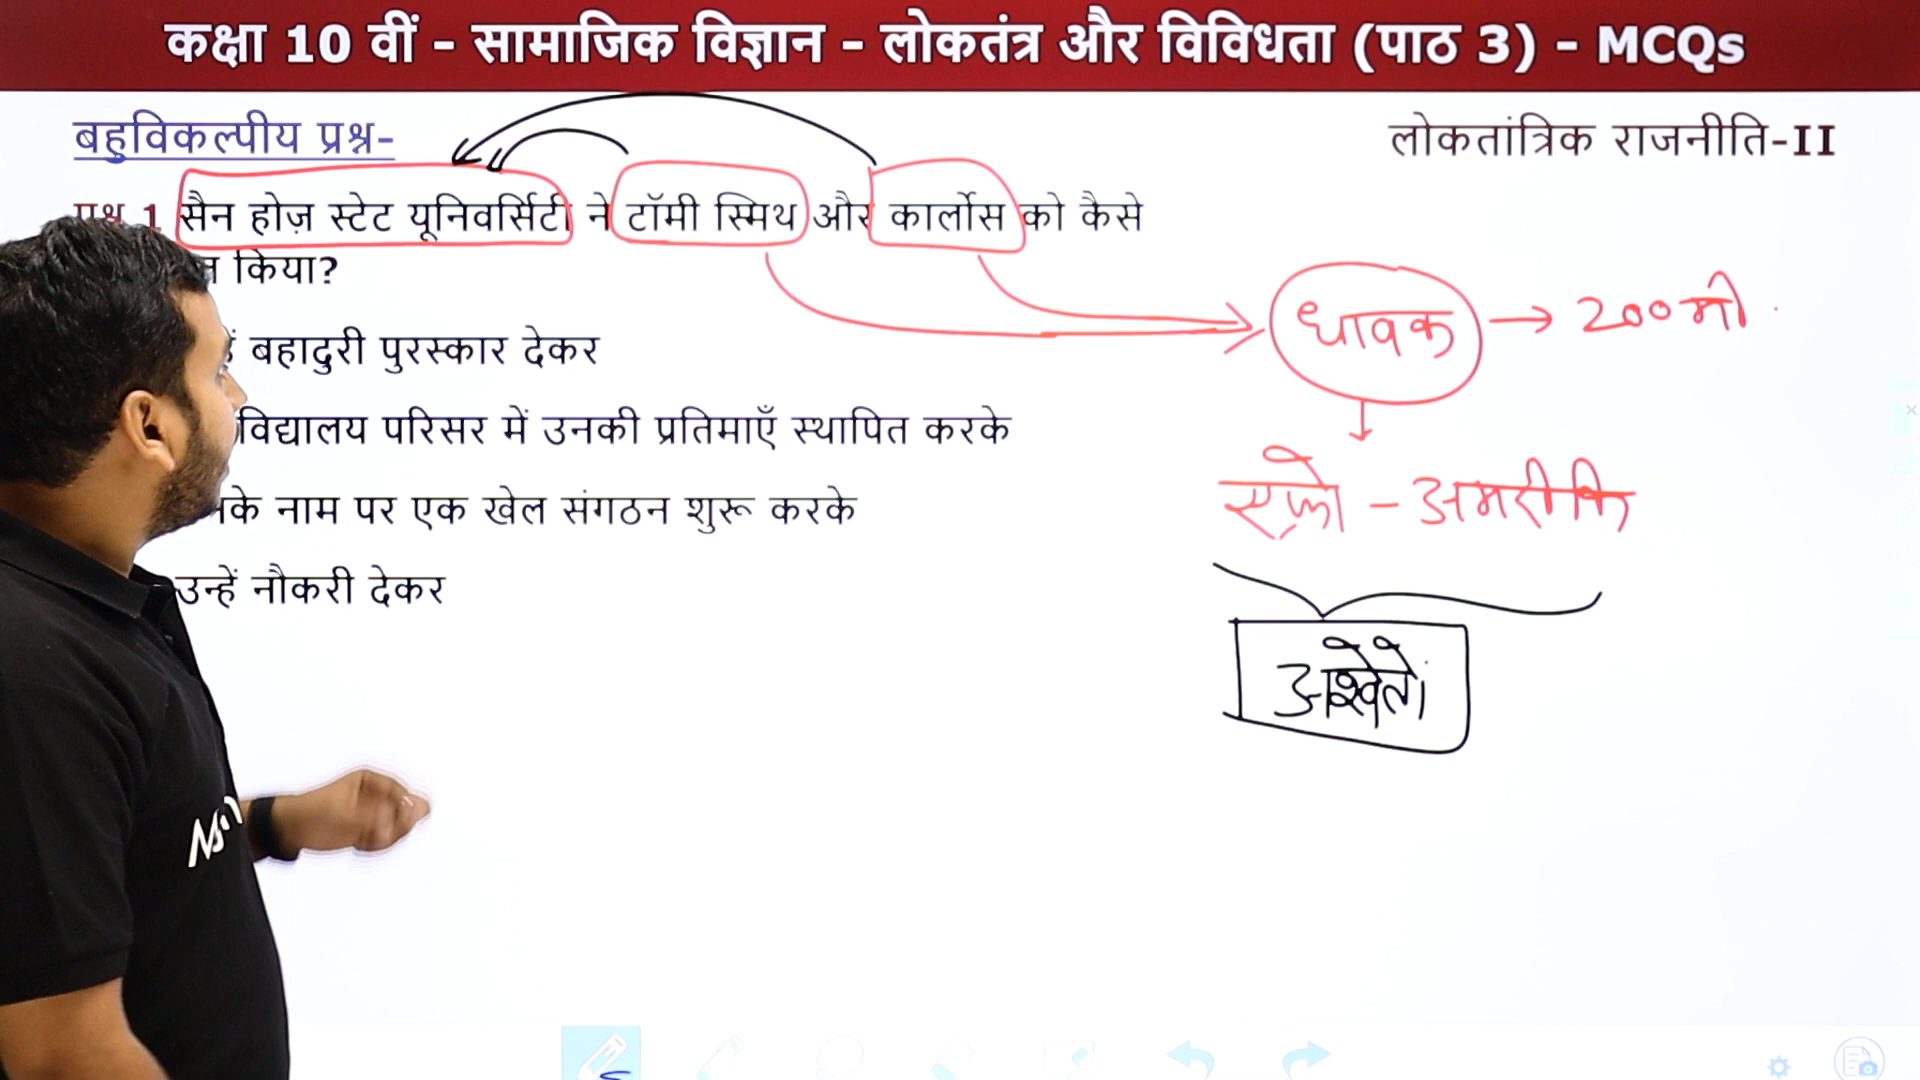 कक्षा 10 वीं - सामाजिक विज्ञान - लोकतंत्र और विविधता (पाठ 3) - MCQs
बहुविकल्पीय प्रश्न-
लोकतांत्रिक राजनीति-II
प्रश्न 1 सैन होज़ स्टेट यूनिवर्सिटी ने टॉमी स्मिथ और कार्लोस को कैसे
किया?
धावक → 200 मी
बहादुरी पुरस्कार देकर
विद्यालय परिसर में उनकी प्रतिमाएँ स्थापित करके
के नाम पर एक खेल संगठन शुरू करके
एफ्रो - अमरीकि
उन्हें नौकरी देकर
अश्वेतों